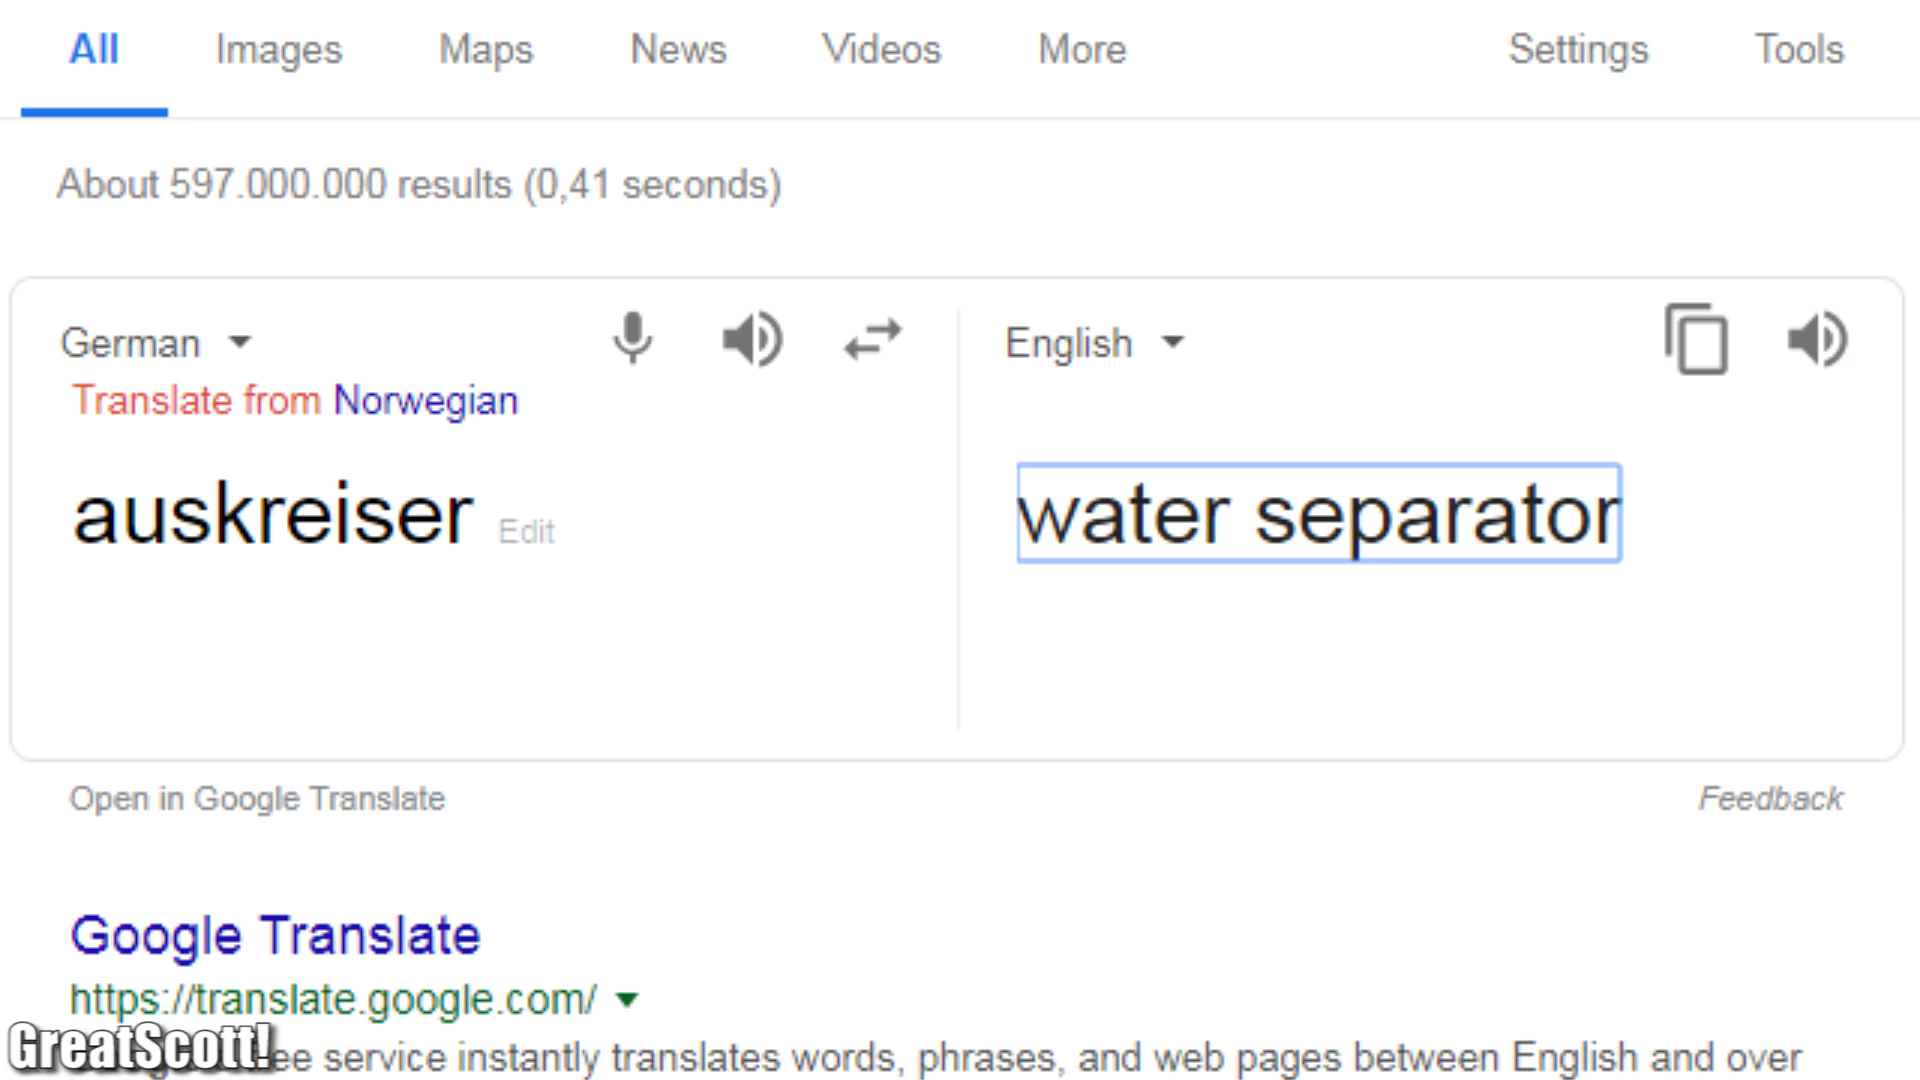 All Images Maps News Videos More Settings Tools
About 597.000.000 results (0,41 seconds)
German English
Translate from Norwegian
auskreiser Edit water separator
Open in Google Translate Feedback
Google Translate
https://translate.google.com/
GreatScott! service instantly translates words, phrases, and web pages between English and over